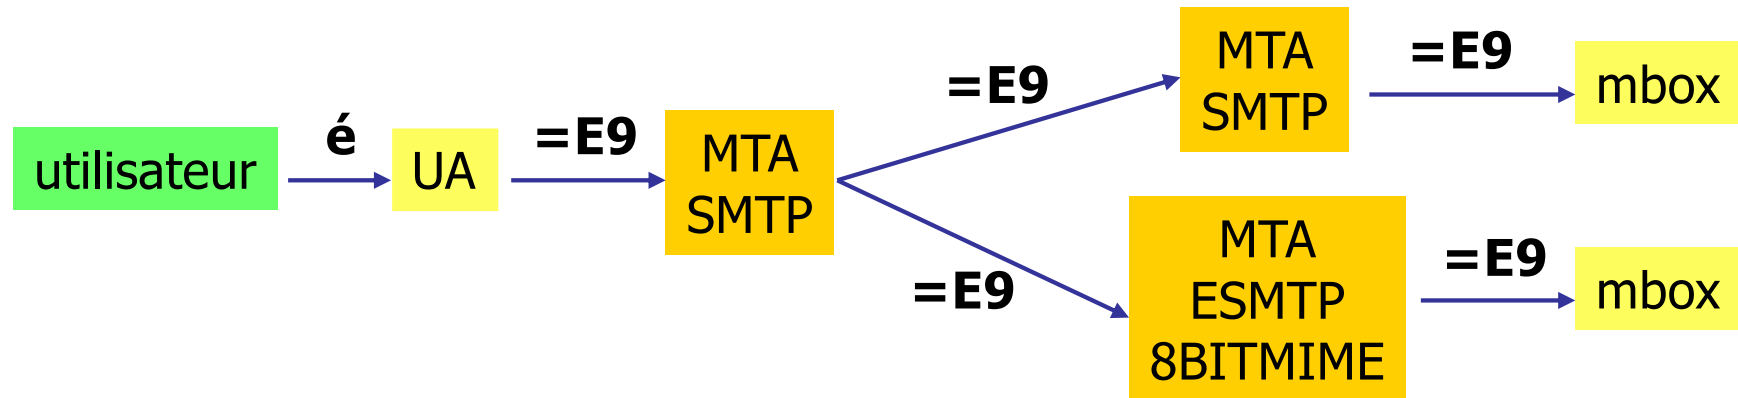 utilisateur
é
UA
=E9
MTA
SMTP
=E9
MTA
SMTP
=E9
mbox
=E9
MTA
ESMTP
8BITMIME
=E9
mbox